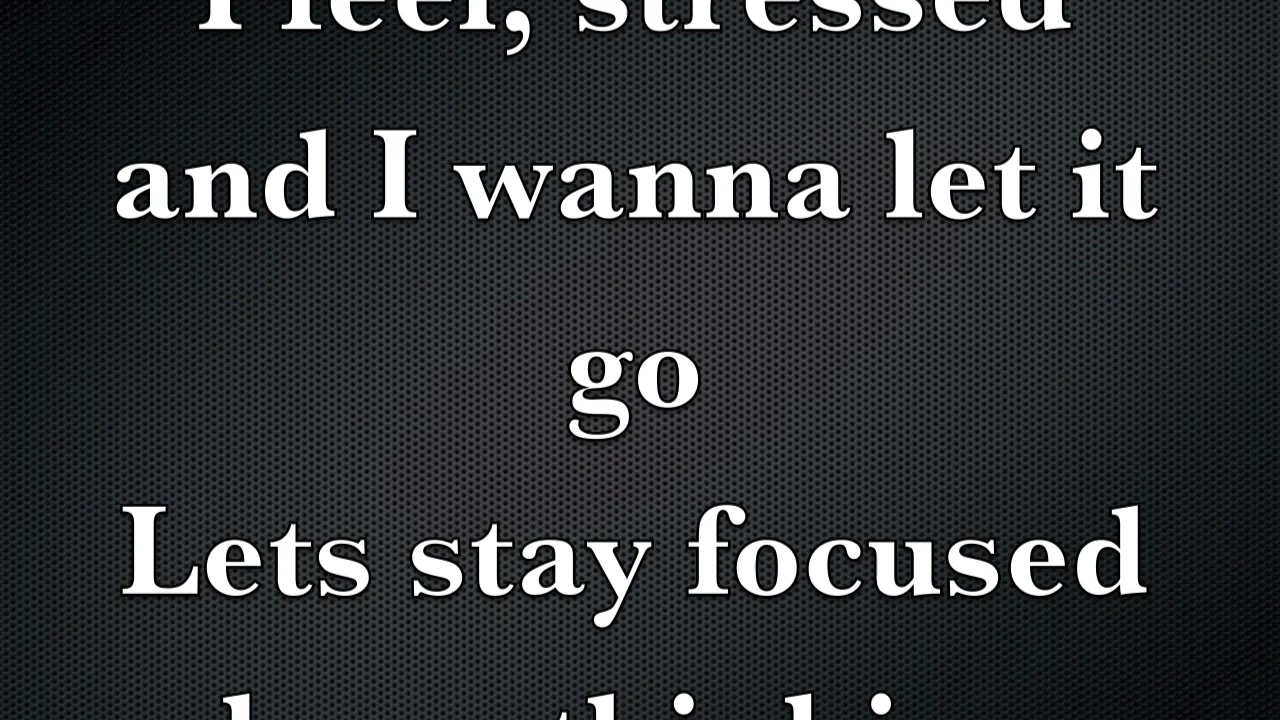 I feel, stressed
and I wanna let it
go
Lets stay focused